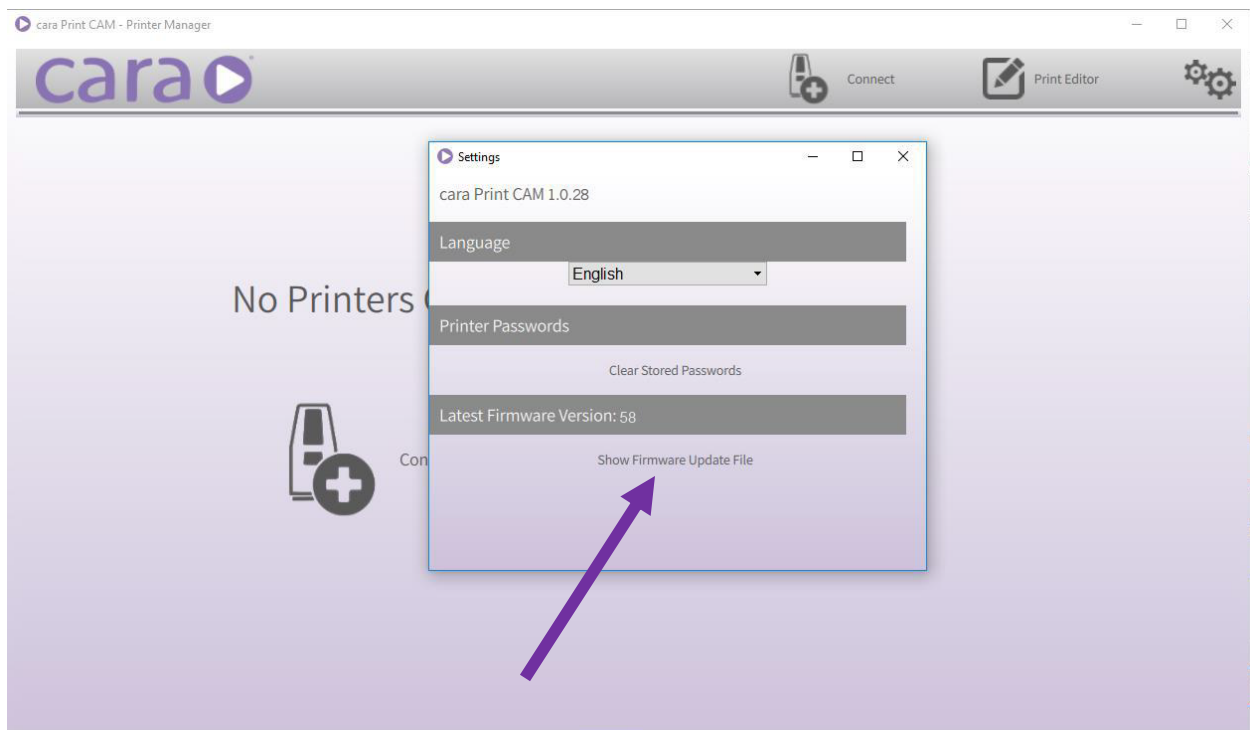 cara Print CAM - Printer Manager
cara
Connect
Print Editor
Settings
cara Print CAM 1.0.28
Language
English
No Printers
Printer Passwords
Clear Stored Passwords
Latest Firmware Version: 58
Con
Show Firmware Update File